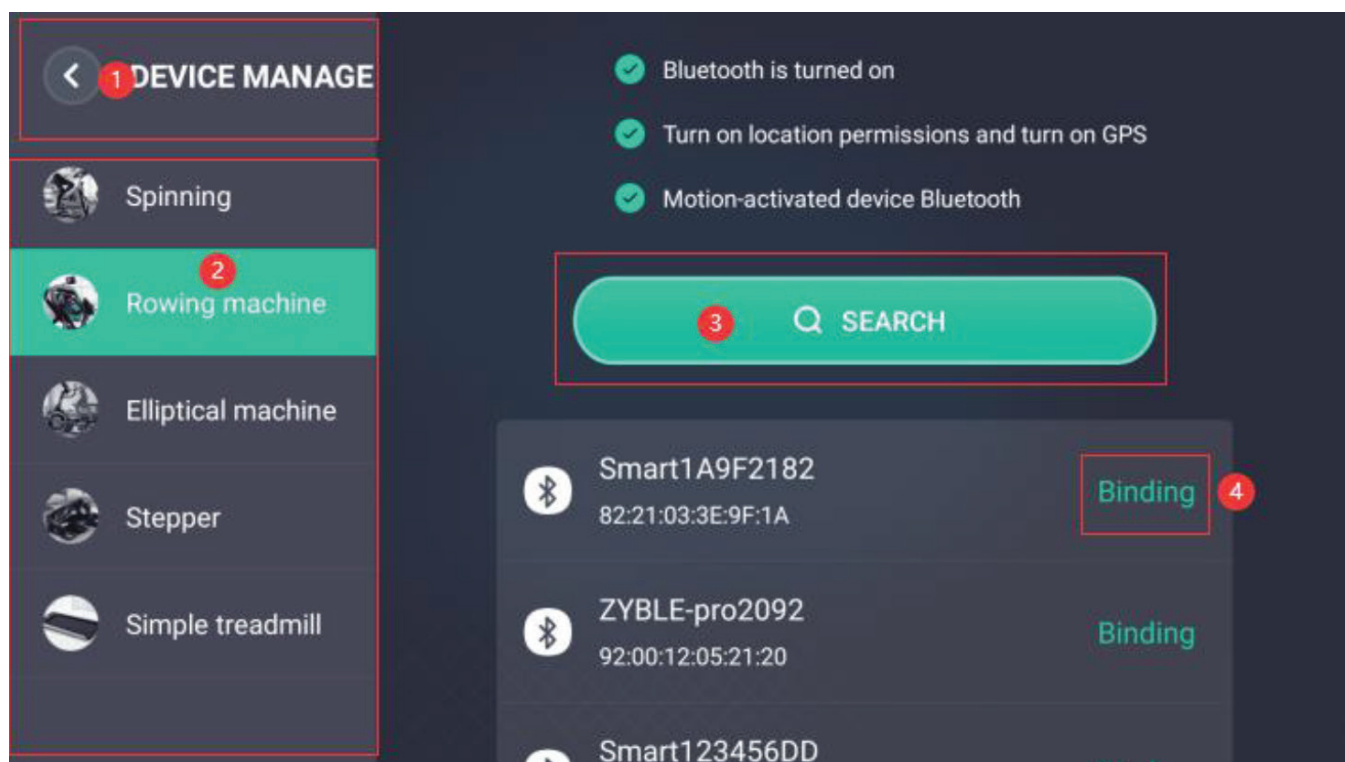 1 DEVICE MANAGE
Spinning
2
Rowing machine
Elliptical machine
Stepper
Simple treadmill
Bluetooth is turned on
Turn on location permissions and turn on GPS
Motion-activated device Bluetooth
3 SEARCH
Smart1A9F2182
82:21:03:3E:9F:1A
Binding 4
ZYBLE-pro2092
92:00:12:05:21:20
Binding
Smart123456DD